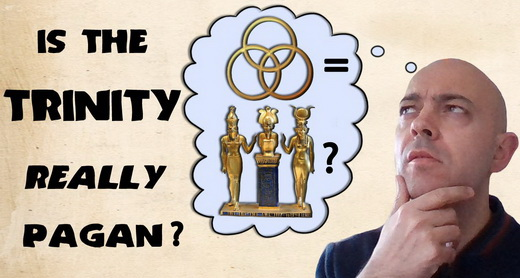 IS THE
TRINITY
REALLY
PAGAN?
=
?